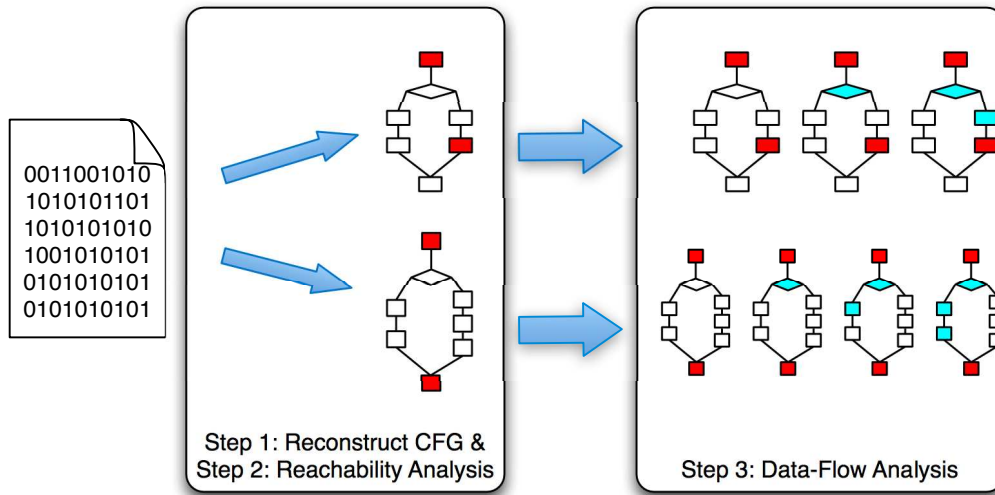 0011001010
1010101101
1010101010
1001010101
0101010101
0101010101
Step 1: Reconstruct CFG &
Step 2: Reachability Analysis
Step 3: Data-Flow Analysis